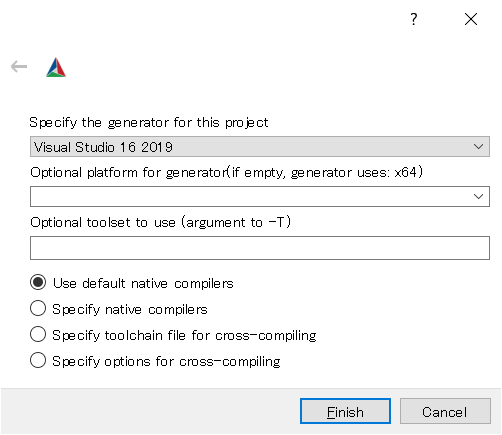 ?
Specify the generator for this project
Visual Studio 16 2019
Optional platform for generator(if empty, generator uses: x64)
Optional toolset to use (argument to -T)
Use default native compilers
Specify native compilers
Specify toolchain file for cross-compiling
Specify options for cross-compiling
Finish Cancel